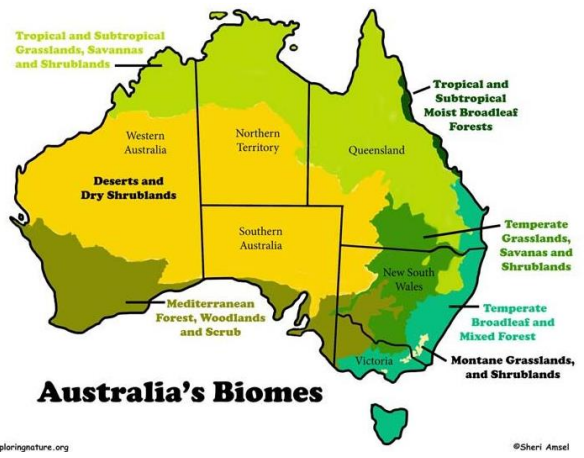 Tropical and Subtropical
Grasslands, Savannas
and Shrublands
Tropical and
Subtropical
Moist Broadleaf
Forests
Western
Australia
Northern
Territory
Queensland
Deserts and
Dry Shrublands
Southern
Australia
Temperate
Grasslands,
Savanas and
Shrublands
New South
Wales
Mediterranean
Forest, Woodlands
and Scrub
Temperate
Broadleaf and
Mixed Forest
Victoria
Montane Grasslands,
and Shrublands
Australia's Biomes
ploringnature.org
©Sheri Amsel